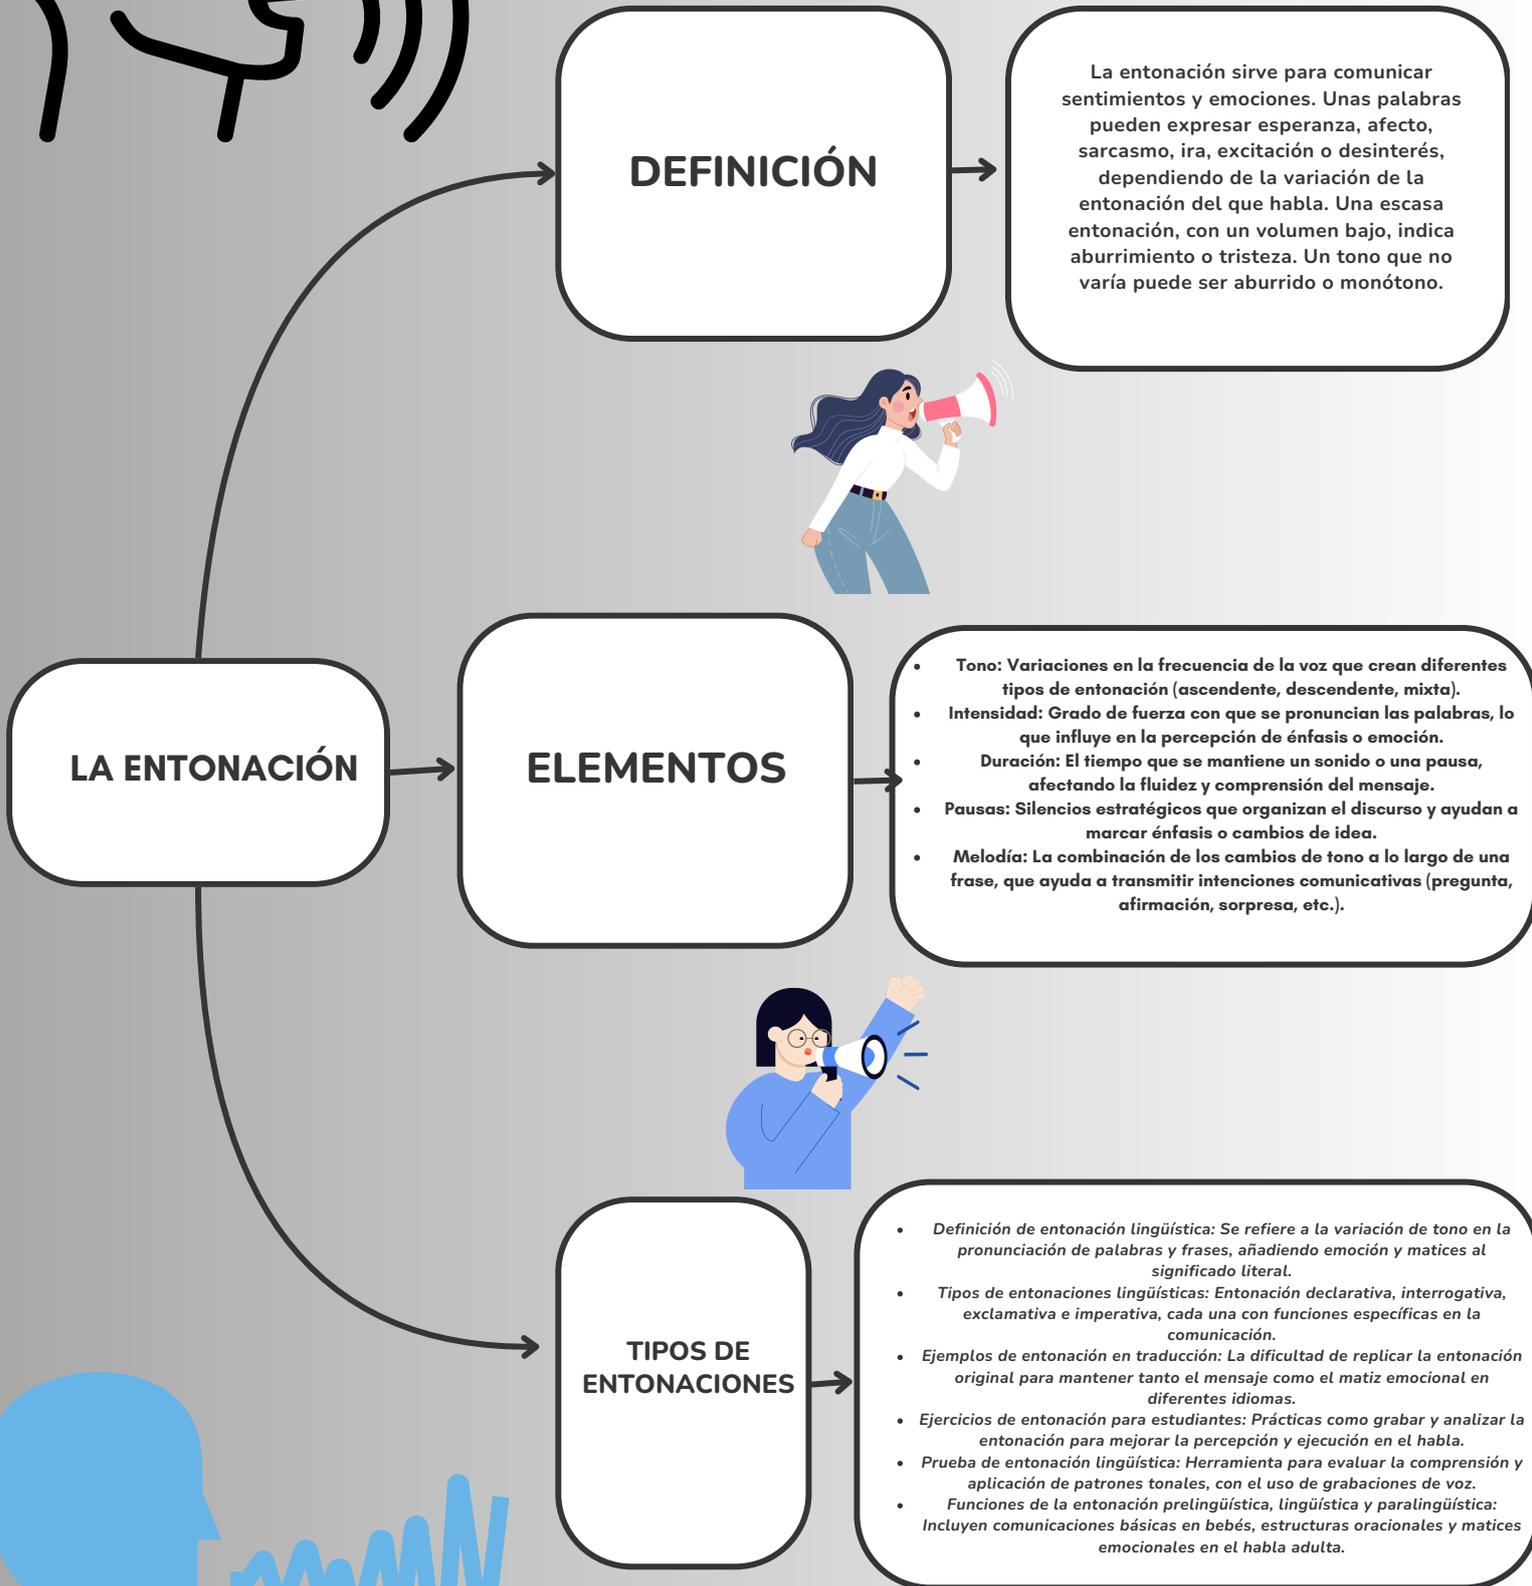 DEFINICIÓN
La entonación sirve para comunicar
sentimientos y emociones. Unas palabras
pueden expresar esperanza, afecto,
sarcasmo, ira, excitación o desinterés,
dependiendo de la variación de la
entonación del que habla. Una escasa
entonación, con un volumen bajo, indica
aburrimiento o tristeza. Un tono que no
varía puede ser aburrido o monótono.
LA ENTONACIÓN
ELEMENTOS
• Tono: Variaciones en la frecuencia de la voz que crean diferentes
tipos de entonación (ascendente, descendente, mixta).
• Intensidad: Grado de fuerza con que se pronuncian las palabras, lo
que influye en la percepción de énfasis o emoción.
• Duración: El tiempo que se mantiene un sonido o una pausa,
afectando la fluidez y comprensión del mensaje.
• Pausas: Silencios estratégicos que organizan el discurso y ayudan a
marcar énfasis o cambios de idea.
• Melodía: La combinación de los cambios de tono a lo largo de una
frase, que ayuda a transmitir intenciones comunicativas (pregunta,
afirmación, sorpresa, etc.).
TIPOS DE
ENTONACIONES
• Definición de entonación lingüística: Se refiere a la variación de tono en la
pronunciación de palabras y frases, añadiendo emoción y matices al
significado literal.
• Tipos de entonaciones lingüísticas: Entonación declarativa, interrogativa,
exclamativa e imperativa, cada una con funciones específicas en la
comunicación.
• Ejemplos de entonación en traducción: La dificultad de replicar la entonación
original para mantener tanto el mensaje como el matiz emocional en
diferentes idiomas.
• Ejercicios de entonación para estudiantes: Prácticas como grabar y analizar la
entonación para mejorar la percepción y ejecución en el habla.
• Prueba de entonación lingüística: Herramienta para evaluar la comprensión y
aplicación de patrones tonales, con el uso de grabaciones de voz.
• Funciones de la entonación prelingüística, lingüística y paralingüística:
Incluyen comunicaciones básicas en bebés, estructuras oracionales y matices
emocionales en el habla adulta.